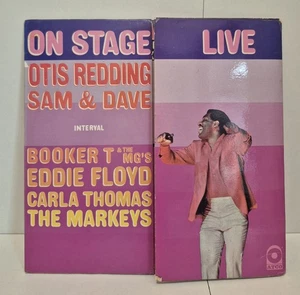 ON STAGE
LIVE
OTIS REDDING
SAM & DAVE
INTERVAL
BOOKER T & THE MG'S
EDDIE FLOYD
CARLA THOMAS
THE MARKEYS